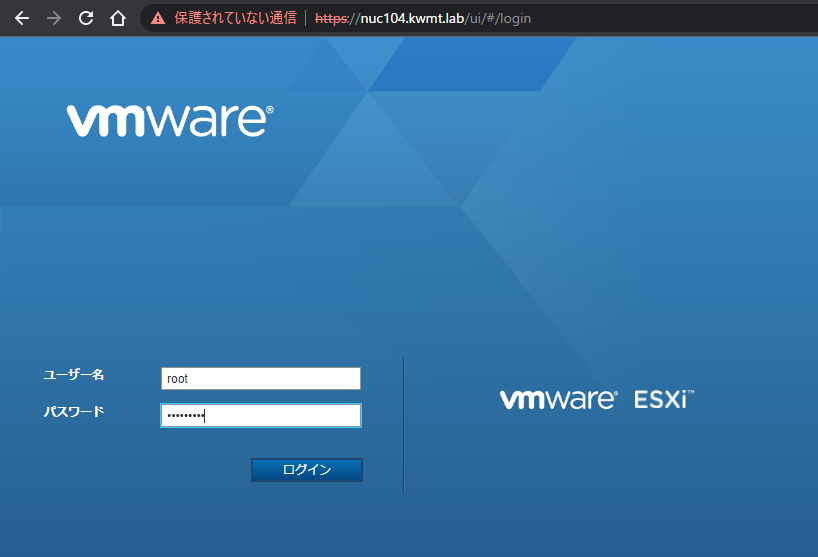 保護されていない通信 | https://nuc104.kwmt.lab/ui/#/login
vmware®
ユーザー名 root
パスワード •••••••••
ログイン
vmware® ESXi™